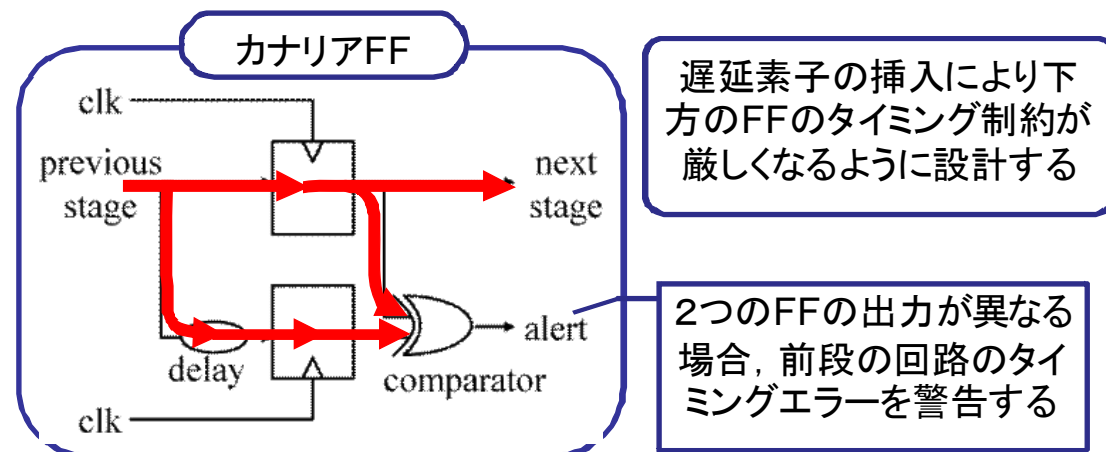 カナリアFF
clk
previous
stage
next
stage
delay
comparator
alert
clk
遅延素子の挿入により下
方のFFのタイミング制約が
厳しくなるように設計する
２つのFFの出力が異なる
場合，前段の回路のタイ
ミングエラーを警告する